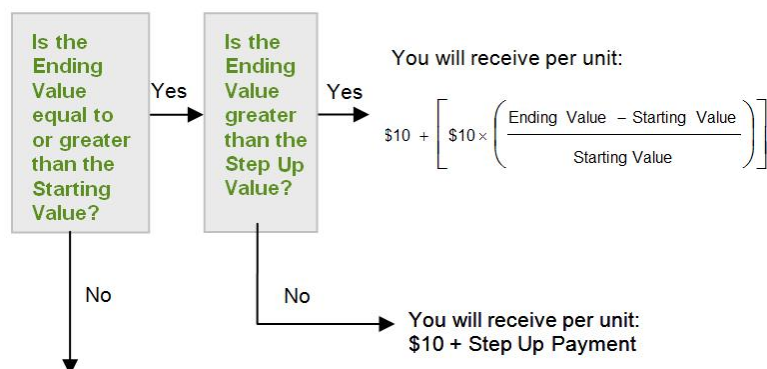 Is the
Ending
Value
equal to
or greater
than the
Starting
Value?
Yes
Is the
Ending
Value
greater
than the
Step Up
Value?
Yes
You will receive per unit:
$10 + [ $10 × ( Ending Value – Starting Value
Starting Value ) ]
No
No
You will receive per unit:
$10 + Step Up Payment